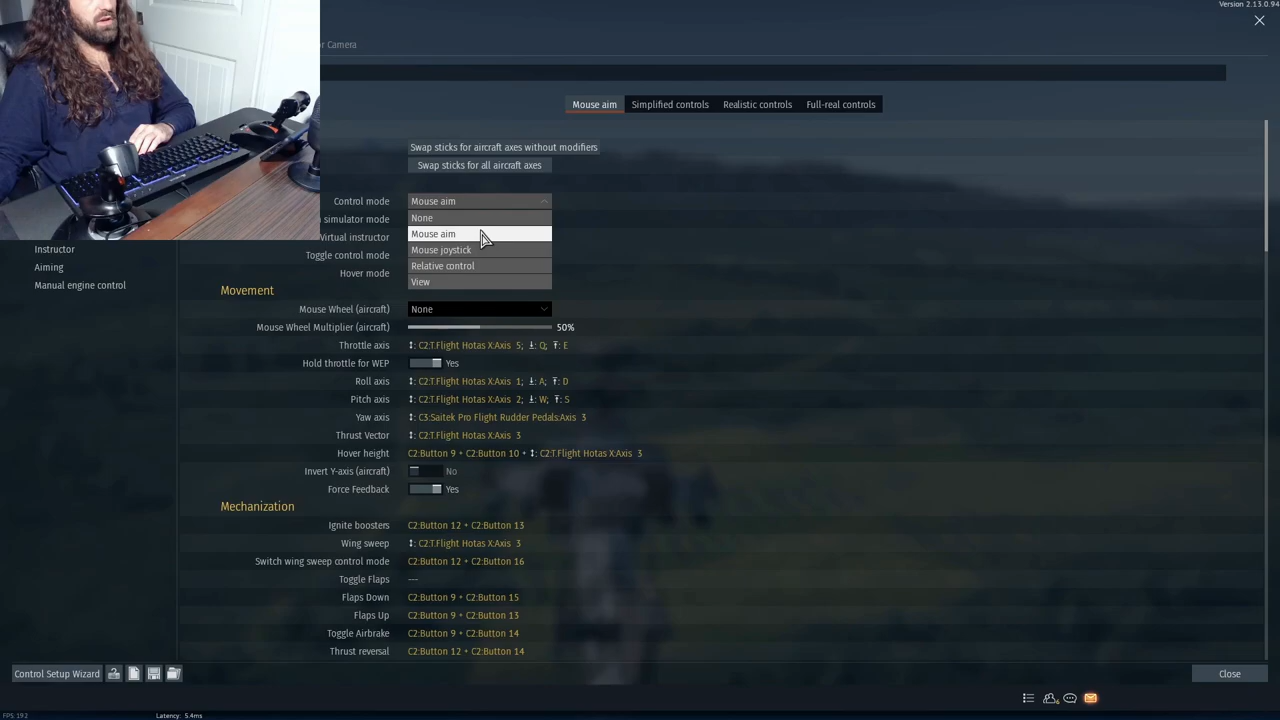 Version 2.13.0.94
r Camera
Mouse aim Simplified controls Realistic controls Full-real controls
Swap sticks for aircraft axes without modifiers
Swap sticks for all aircraft axes
Control mode Mouse aim
simulator mode None
Virtual instructor Mouse aim
Instructor Toggle control mode Mouse joystick
Aiming Hover mode Relative control
Manual engine control View
Movement
Mouse Wheel (aircraft) None
Mouse Wheel Multiplier (aircraft) 50%
Throttle axis ↕: C2:T.Flight Hotas X:Axis 5; ⤓: Q; ⤒: E
Hold throttle for WEP Yes
Roll axis ↕: C2:T.Flight Hotas X:Axis 1; ⤓: A; ⤒: D
Pitch axis ↕: C2:T.Flight Hotas X:Axis 2; ⤓: W; ⤒: S
Yaw axis ↕: C3:Saitek Pro Flight Rudder Pedals:Axis 3
Thrust Vector ↕: C2:T.Flight Hotas X:Axis 3
Hover height C2:Button 9 + C2:Button 10 + ↕: C2:T.Flight Hotas X:Axis 3
Invert Y-axis (aircraft) No
Force Feedback Yes
Mechanization
Ignite boosters C2:Button 12 + C2:Button 13
Wing sweep ↕: C2:T.Flight Hotas X:Axis 3
Switch wing sweep control mode C2:Button 12 + C2:Button 16
Toggle Flaps ---
Flaps Down C2:Button 9 + C2:Button 15
Flaps Up C2:Button 9 + C2:Button 13
Toggle Airbrake C2:Button 9 + C2:Button 14
Thrust reversal C2:Button 12 + C2:Button 14
Control Setup Wizard Close
FPS: 192 Latency: 5.4ms